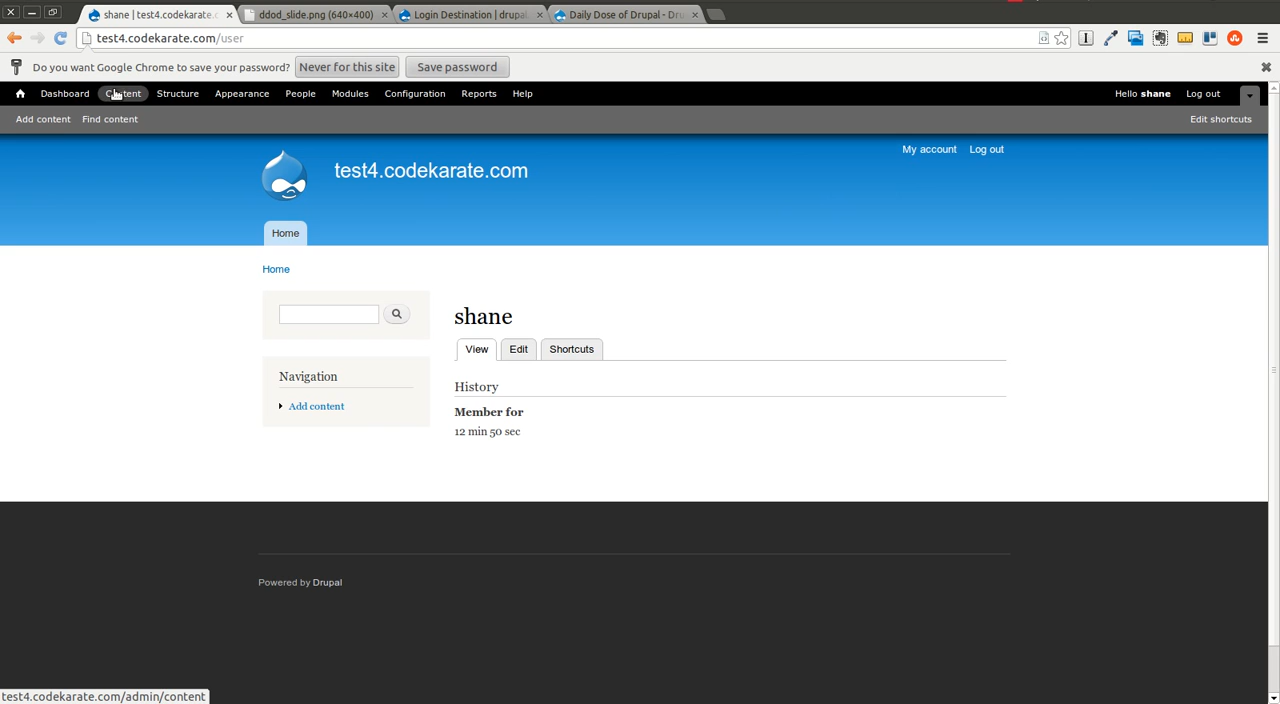 shane | test4.codekarate.c
ddod_slide.png (640×400)
Login Destination | drupal.
Daily Dose of Drupal - Dru
test4.codekarate.com/user
Do you want Google Chrome to save your password?
Never for this site
Save password
Dashboard
Content
Structure
Appearance
People
Modules
Configuration
Reports
Help
Hello shane
Log out
Add content
Find content
Edit shortcuts
My account
Log out
test4.codekarate.com
Home
Home
shane
View
Edit
Shortcuts
Navigation
Add content
History
Member for
12 min 50 sec
Powered by Drupal
test4.codekarate.com/admin/content